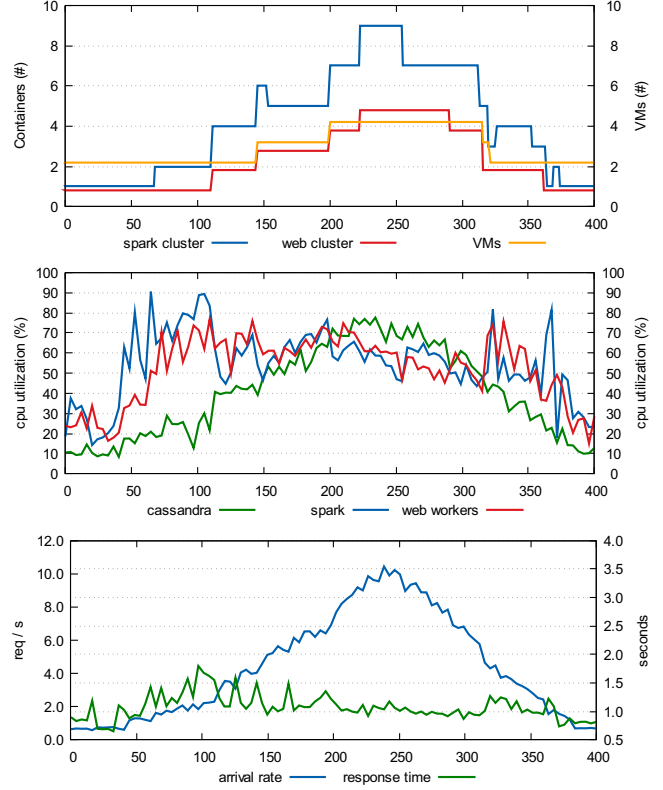 10 10
8 8
6 6
4 4
2 2
0 0
Containers (#)
VMs (#)
0 50 100 150 200 250 300 350 400
spark cluster web cluster VMs
100 100
90 90
80 80
70 70
60 60
50 50
40 40
30 30
20 20
10 10
0 0
cpu utilization (%)
cpu utilization (%)
0 50 100 150 200 250 300 350 400
cassandra spark web workers
12.0 4.0
3.5
10.0
3.0
8.0
2.5
6.0
2.0
4.0
1.5
2.0
1.0
0.0 0.5
req / s
seconds
0 50 100 150 200 250 300 350 400
arrival rate response time